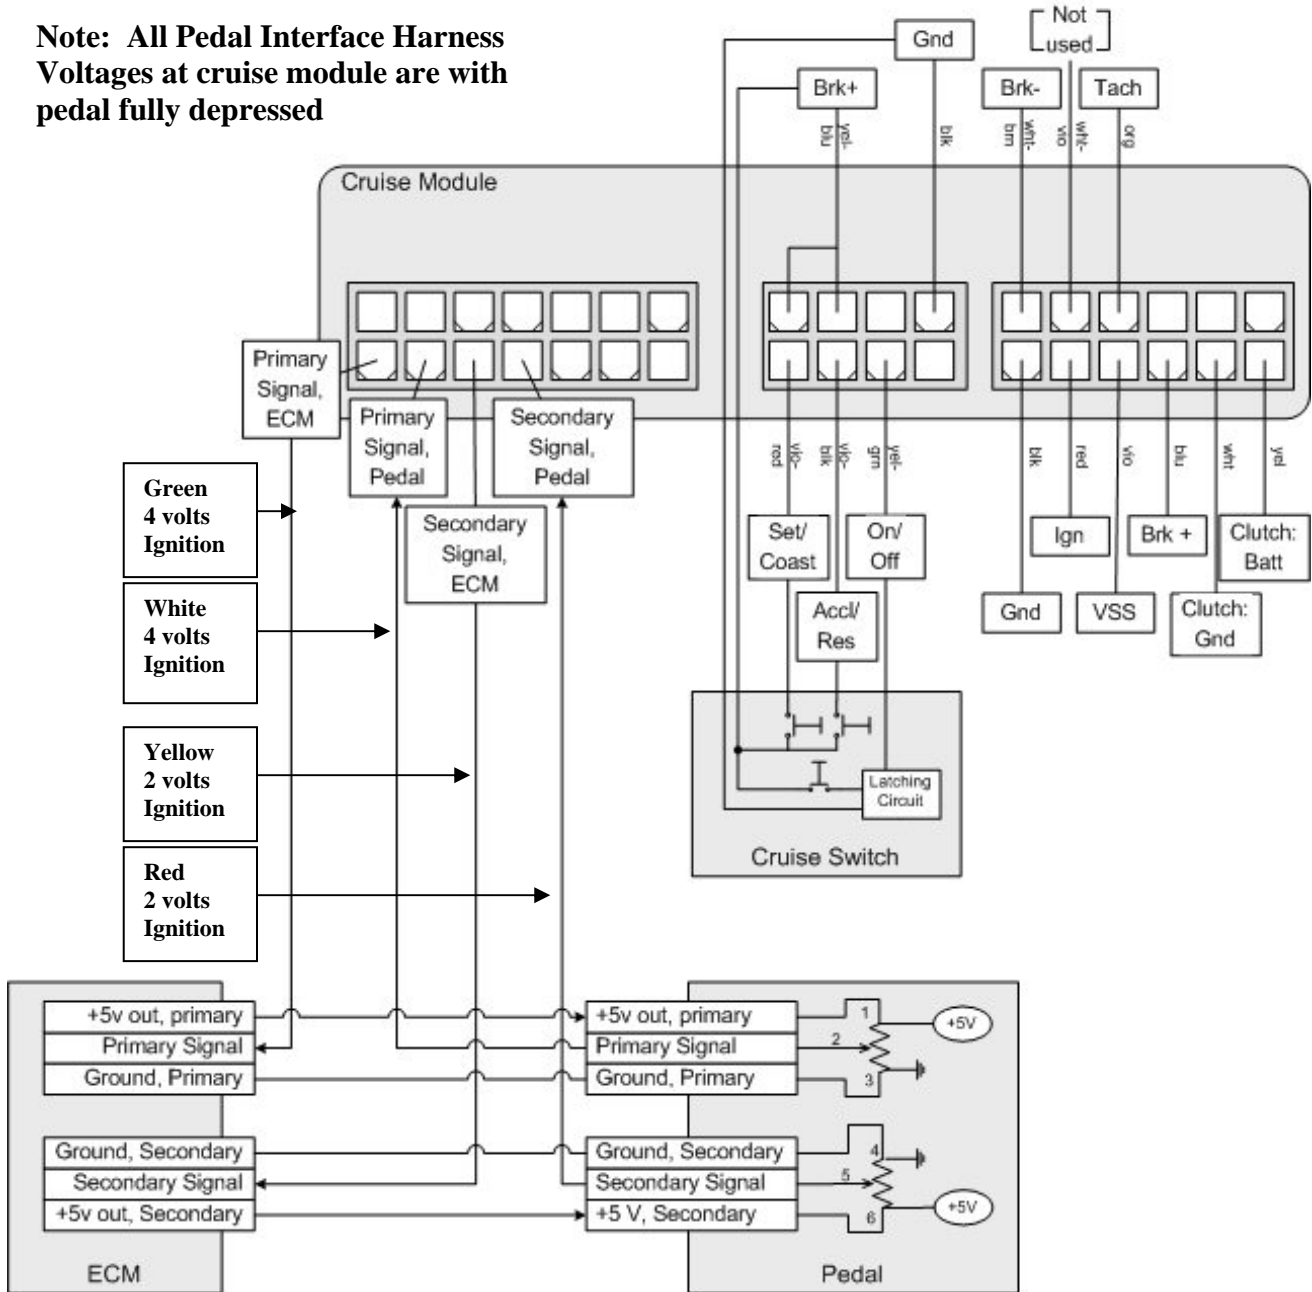 Note: All Pedal Interface Harness
Voltages at cruise module are with
pedal fully depressed
Gnd
Not
used
Brk+
Brk-
Tach
yel-
blu
blk
wht-
brn
wht-
vio
org
Cruise Module
Primary
Signal,
ECM
Primary
Signal,
Pedal
Secondary
Signal,
Pedal
Secondary
Signal,
ECM
vio-
red
vio-
blk
yel-
grn
blk
red
vio
blu
wht
yel
Set/
Coast
On/
Off
Accl/
Res
Ign
Brk +
Clutch:
Batt
Gnd
VSS
Clutch:
Gnd
Green
4 volts
Ignition
White
4 volts
Ignition
Yellow
2 volts
Ignition
Red
2 volts
Ignition
Latching
Circuit
Cruise Switch
+5v out, primary
Primary Signal
Ground, Primary
Ground, Secondary
Secondary Signal
+5v out, Secondary
ECM
+5v out, primary
Primary Signal
Ground, Primary
Ground, Secondary
Secondary Signal
+5 V, Secondary
1
2
3
+5V
4
5
6
+5V
Pedal